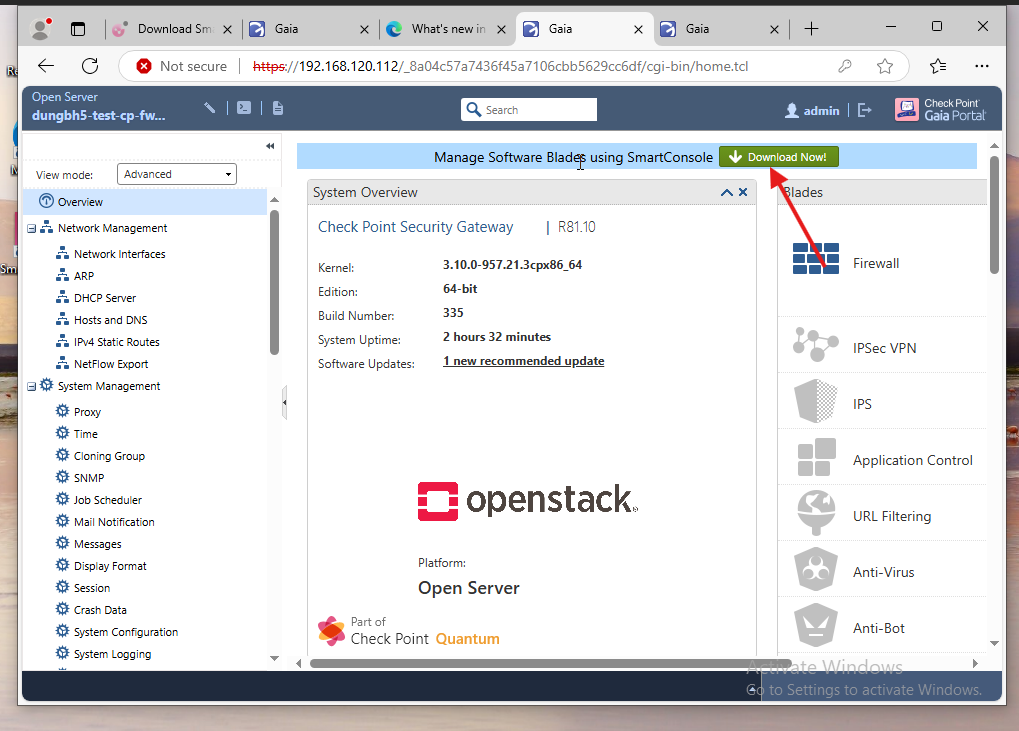 Download Sma
Gaia
What's new in
Gaia
Gaia
Not secure
https://192.168.120.112/_8a04c57a7436f45a7106cbb5629cc6df/cgi-bin/home.tcl
Open Server
dungbh5-test-cp-fw...
Search
admin
Check Point
Gaia Portal
Manage Software Blades using SmartConsole
Download Now!
View mode:
Advanced
Overview
Network Management
Network Interfaces
ARP
DHCP Server
Hosts and DNS
IPv4 Static Routes
NetFlow Export
System Management
Proxy
Time
Cloning Group
SNMP
Job Scheduler
Mail Notification
Messages
Display Format
Session
Crash Data
System Configuration
System Logging
System Overview
Check Point Security Gateway | R81.10
Kernel: 3.10.0-957.21.3cpx86_64
Edition: 64-bit
Build Number: 335
System Uptime: 2 hours 32 minutes
Software Updates: 1 new recommended update
openstack.
Platform:
Open Server
Part of
Check Point Quantum
Blades
Firewall
IPSec VPN
IPS
Application Control
URL Filtering
Anti-Virus
Anti-Bot
Activate Windows
Go to Settings to activate Windows.